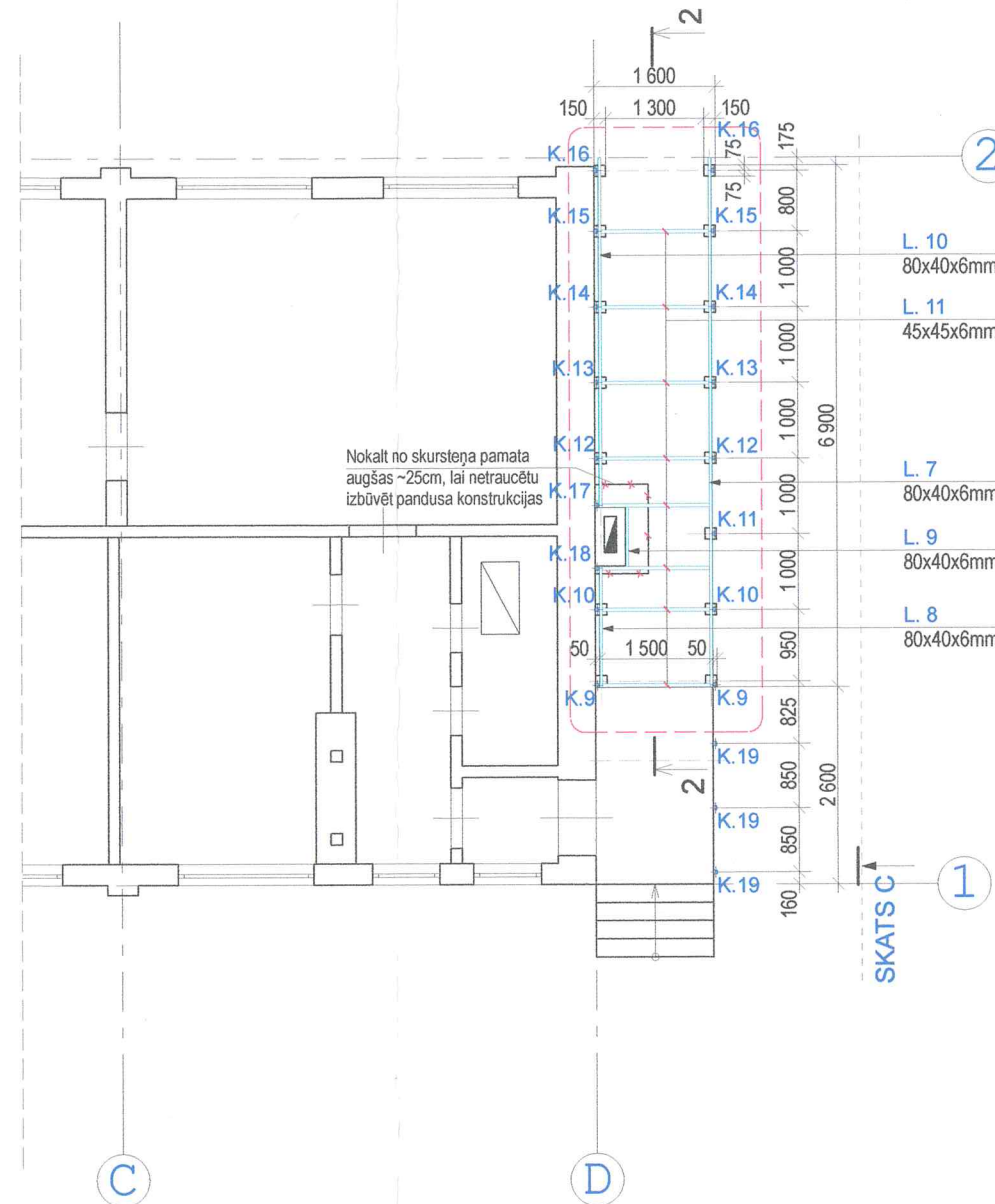 2
1 600
150 1 300 150
K.16 K.16 75 175
2
75
K.15 K.15 800
L. 10
80x40x6mm
1 000
K.14 K.14
L. 11
45x45x6mm
1 000
K.13 K.13
1 000
6 900
K.12 K.12
Nokalt no skursteņa pamata
augšas ~25cm, lai netraucētu
izbūvēt pandusa konstrukcijas
K.17
1 000
L. 7
80x40x6mm
K.11
K.18
1 000
L. 9
80x40x6mm
K.10 K.10
L. 8
80x40x6mm
50 1 500 50
950
K.9 K.9
825
K.19
2
850
2 600
K.19
850
K.19
160
1
SKATS C
C
D